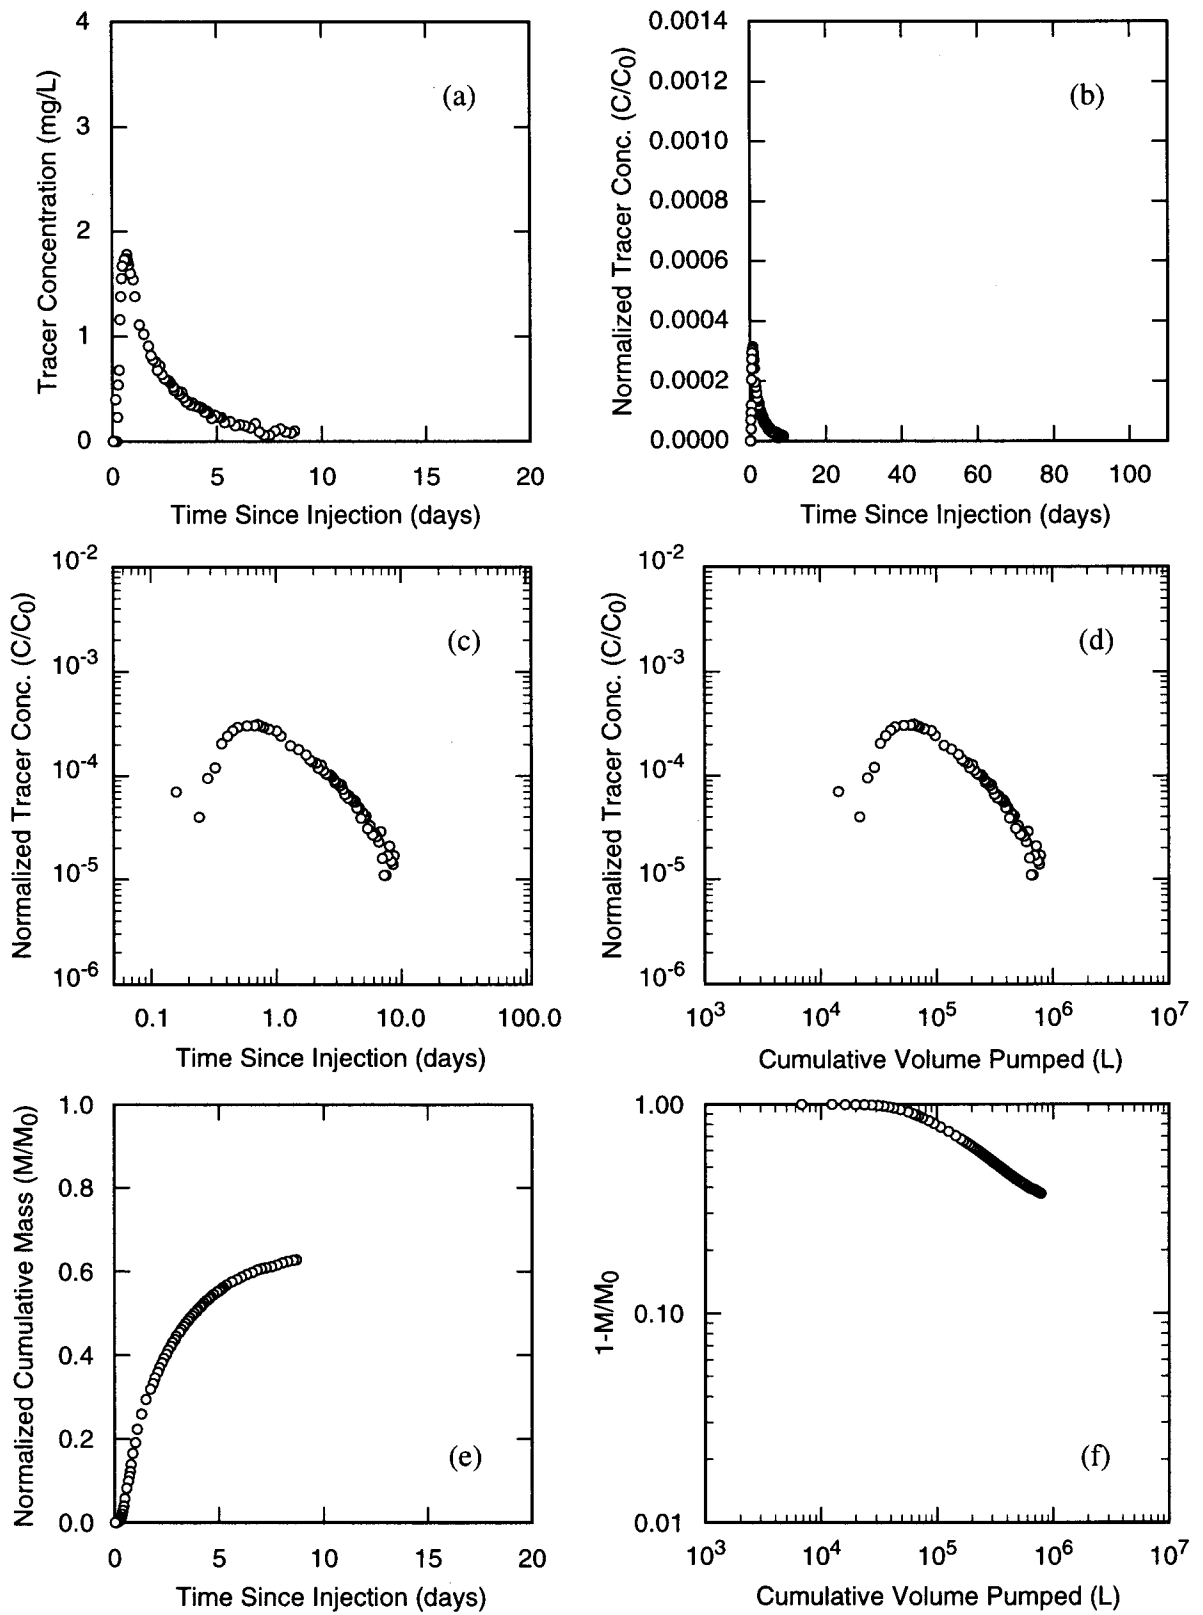 Tracer Concentration (mg/L)
4
3
2
1
0
(a)
0 5 10 15 20
Time Since Injection (days)
Normalized Tracer Conc. (C/C0)
0.0014
0.0012
0.0010
0.0008
0.0006
0.0004
0.0002
0.0000
(b)
0 20 40 60 80 100
Time Since Injection (days)
Normalized Tracer Conc. (C/C0)
10-2
10-3
10-4
10-5
10-6
(c)
0.1 1.0 10.0 100.0
Time Since Injection (days)
Normalized Tracer Conc. (C/C0)
10-2
10-3
10-4
10-5
10-6
(d)
103 104 105 106 107
Cumulative Volume Pumped (L)
Normalized Cumulative Mass (M/M0)
1.0
0.8
0.6
0.4
0.2
0.0
(e)
0 5 10 15 20
Time Since Injection (days)
1-M/M0
1.00
0.10
0.01
(f)
103 104 105 106 107
Cumulative Volume Pumped (L)